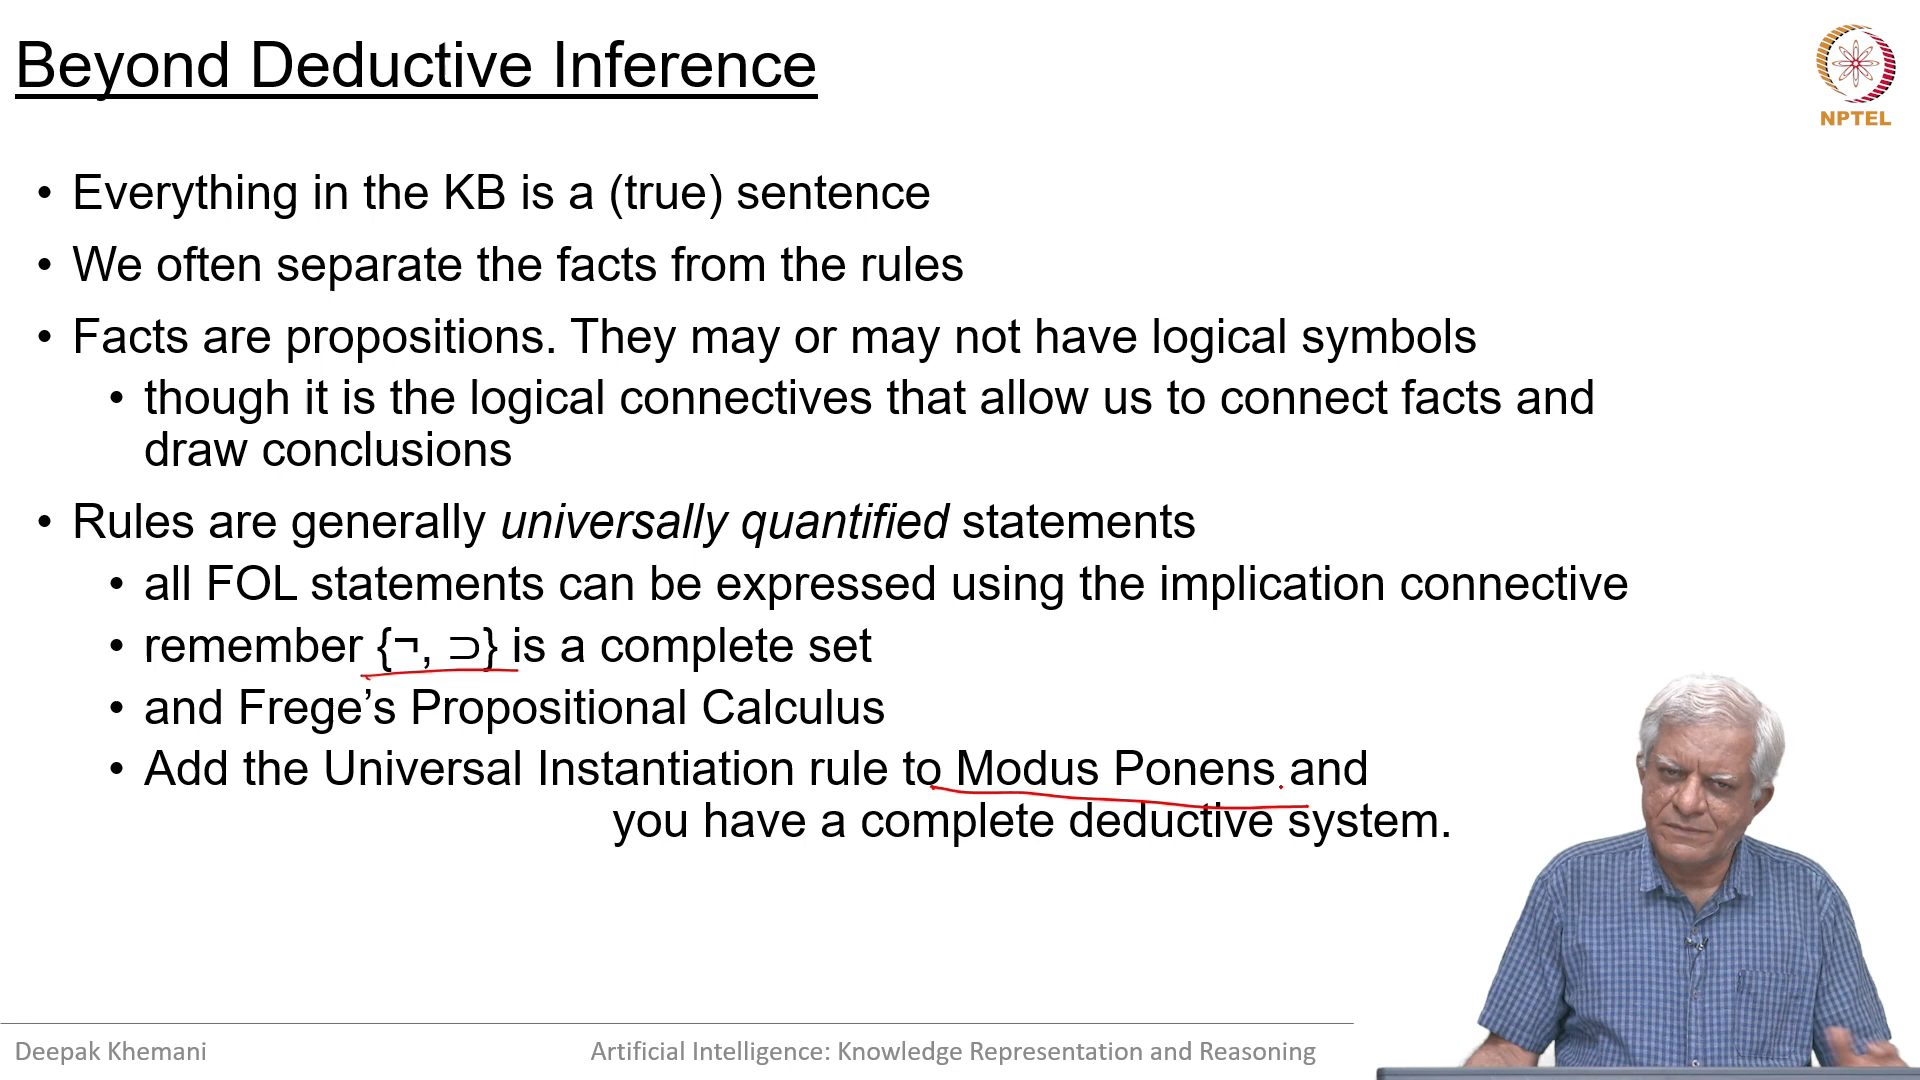 Beyond Deductive Inference
NPTEL
• Everything in the KB is a (true) sentence
• We often separate the facts from the rules
• Facts are propositions. They may or may not have logical symbols
• though it is the logical connectives that allow us to connect facts and
draw conclusions
• Rules are generally universally quantified statements
• all FOL statements can be expressed using the implication connective
• remember {¬, ⊃} is a complete set
• and Frege’s Propositional Calculus
• Add the Universal Instantiation rule to Modus Ponens and
you have a complete deductive system.
Deepak Khemani
Artificial Intelligence: Knowledge Representation and Reasoning